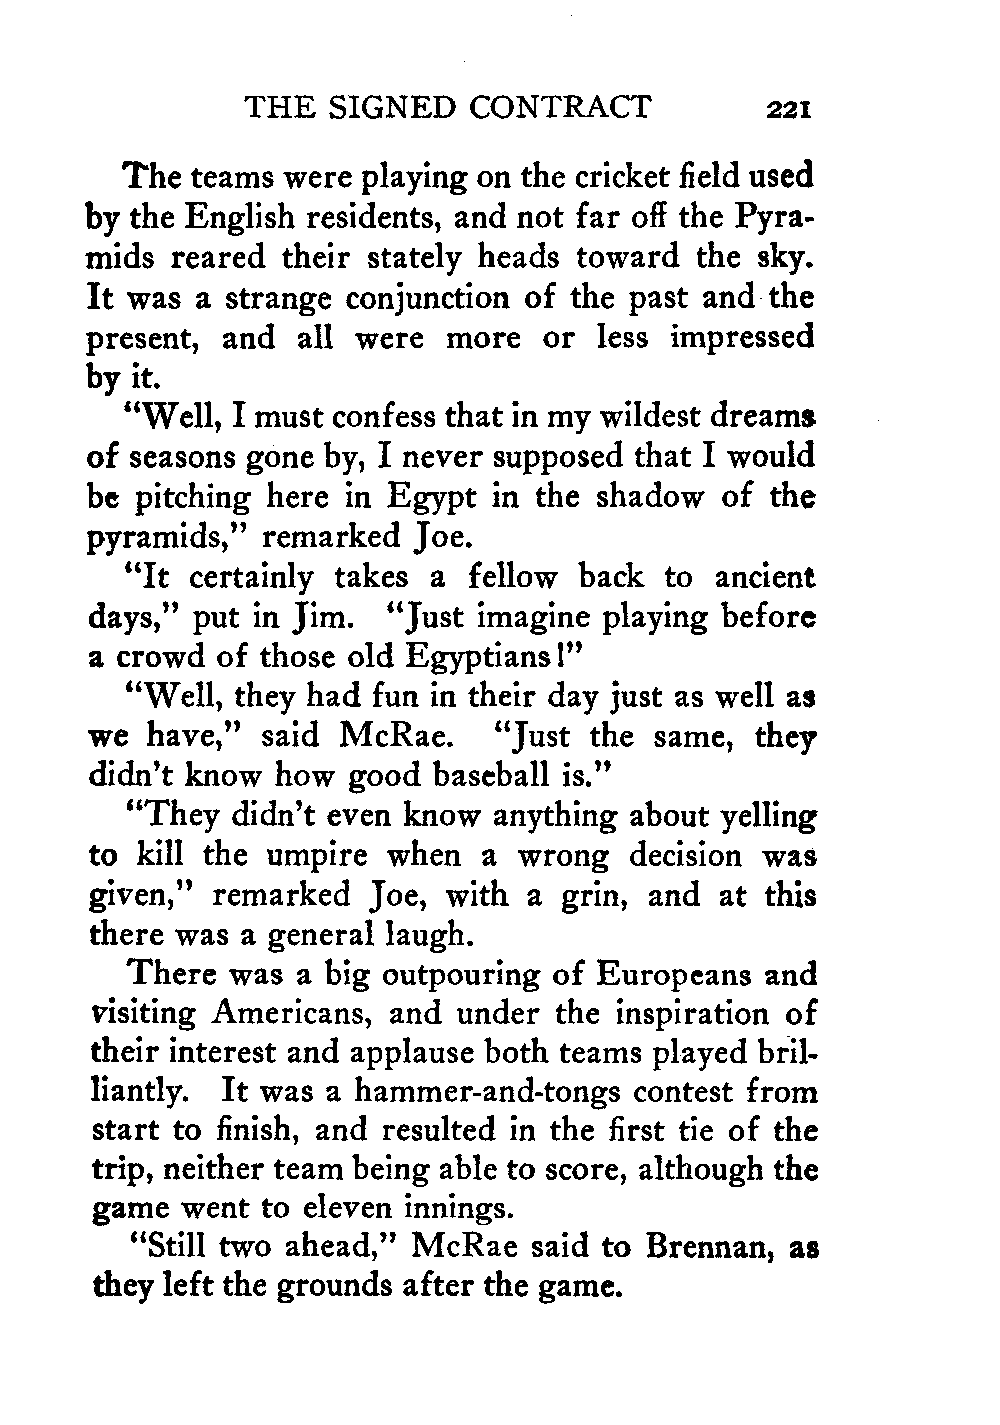 THE SIGNED CONTRACT 221
The teams were playing on the cricket field used
by the English residents, and not far off the Pyra-
mids reared their stately heads toward the sky.
It was a strange conjunction of the past and the
present, and all were more or less impressed
by it.
“Well, I must confess that in my wildest dreams
of seasons gone by, I never supposed that I would
be pitching here in Egypt in the shadow of the
pyramids,” remarked Joe.
“It certainly takes a fellow back to ancient
days,” put in Jim. “Just imagine playing before
a crowd of those old Egyptians!”
“Well, they had fun in their day just as well as
we have,” said McRae. “Just the same, they
didn’t know how good baseball is.”
“They didn’t even know anything about yelling
to kill the umpire when a wrong decision was
given,” remarked Joe, with a grin, and at this
there was a general laugh.
There was a big outpouring of Europeans and
visiting Americans, and under the inspiration of
their interest and applause both teams played bril-
liantly. It was a hammer-and-tongs contest from
start to finish, and resulted in the first tie of the
trip, neither team being able to score, although the
game went to eleven innings.
“Still two ahead,” McRae said to Brennan, as
they left the grounds after the game.